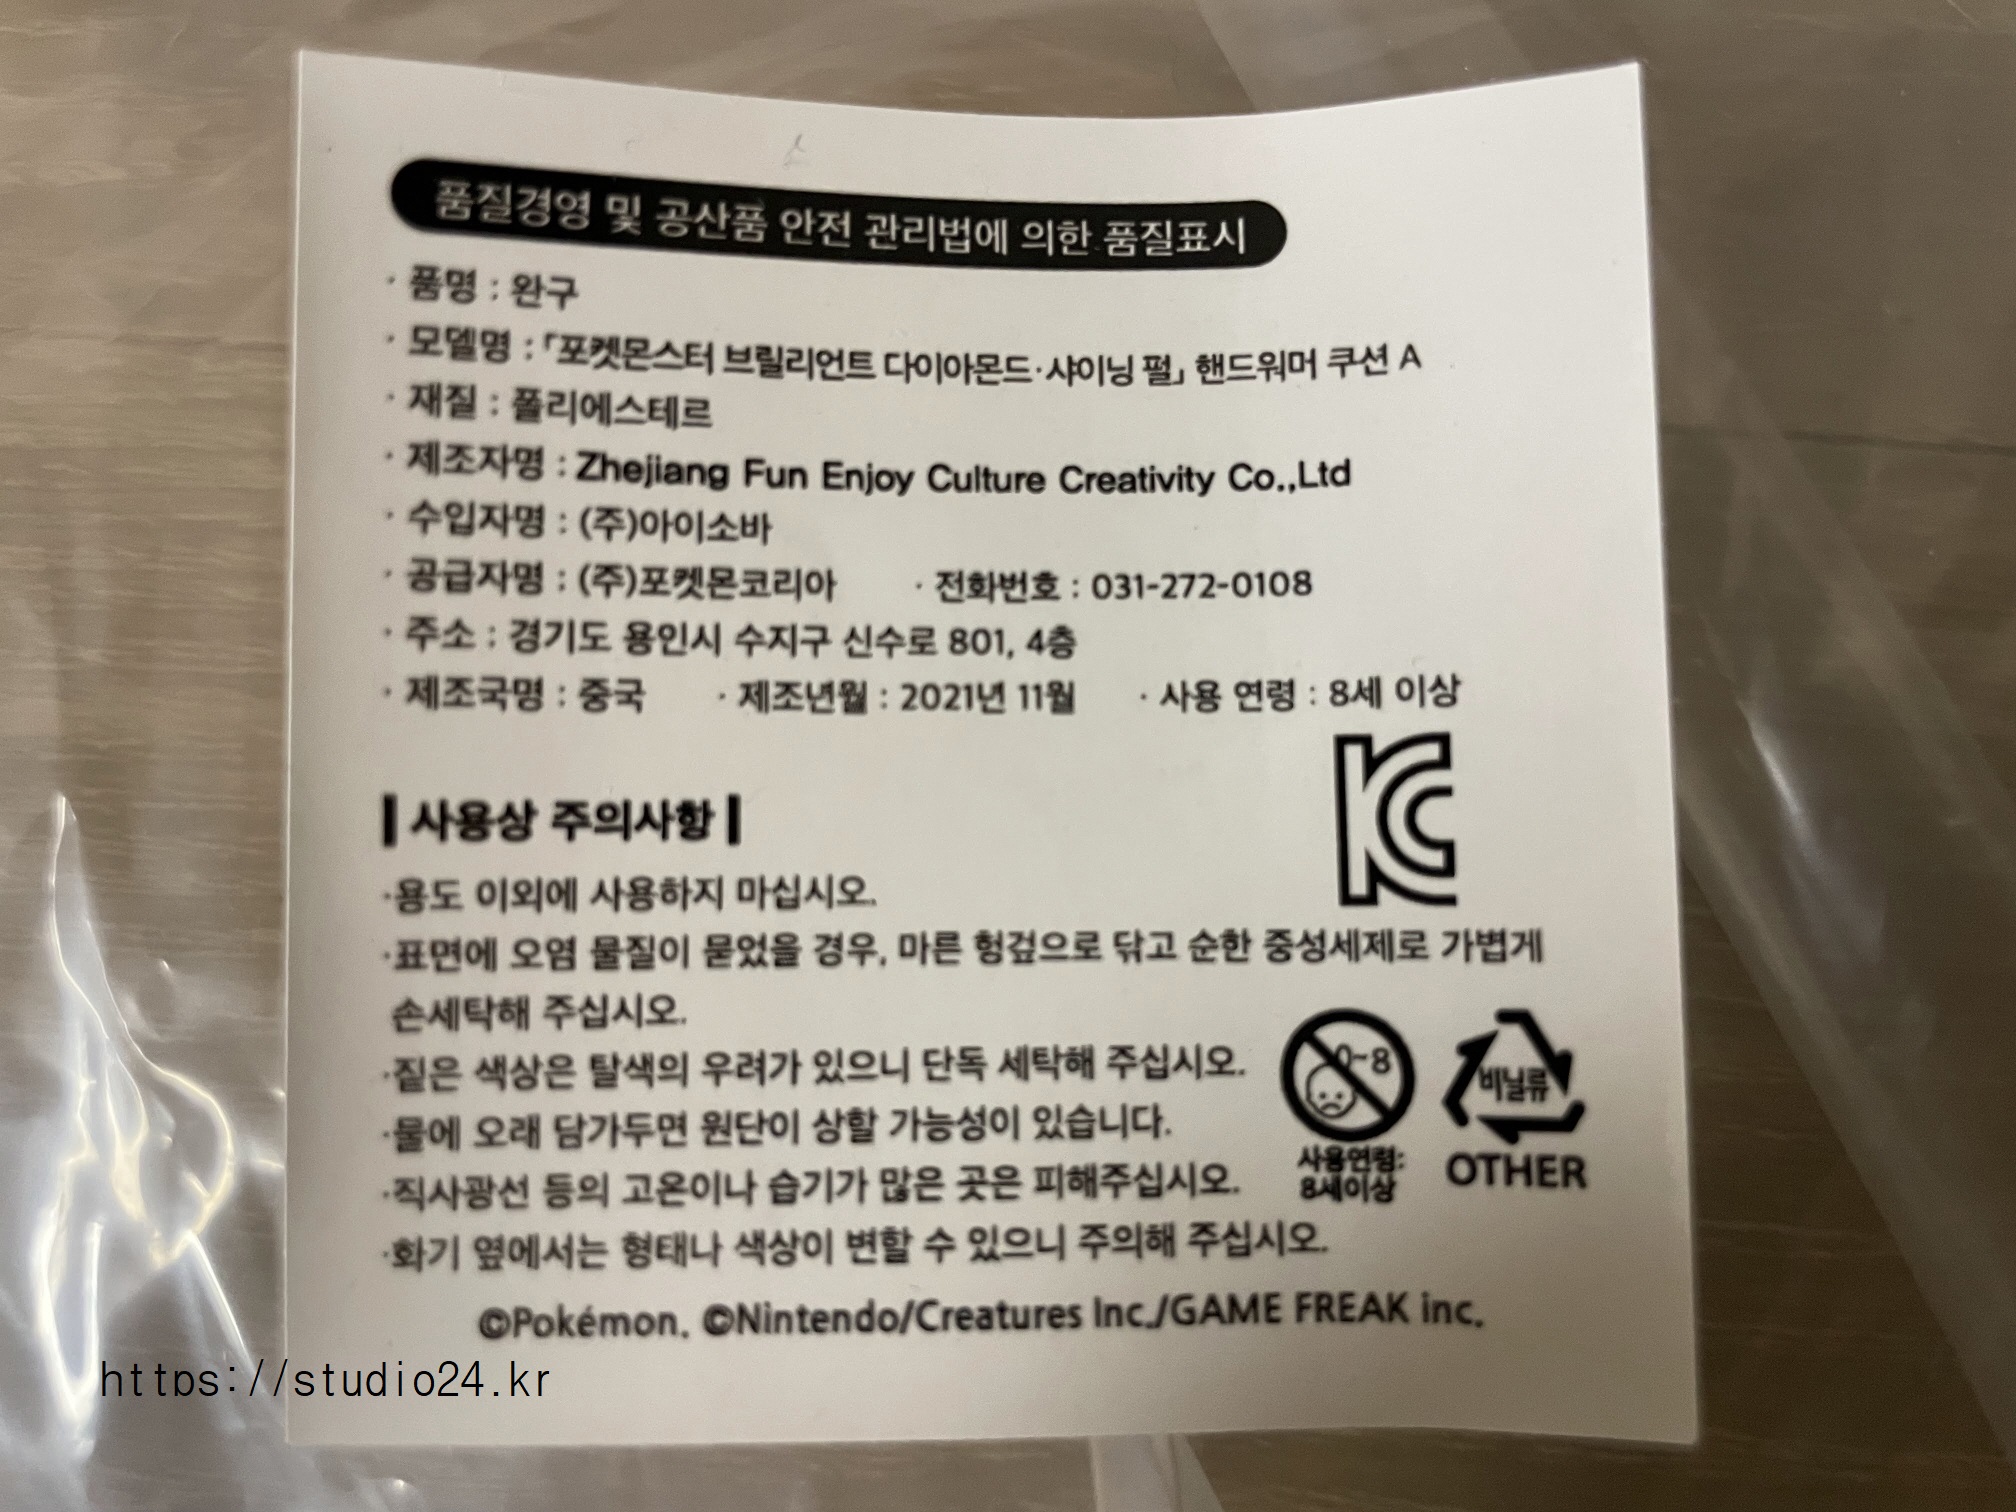 품질경영 및 공산품 안전 관리법에 의한 품질표시
· 품명 : 완구
· 모델명 : 「포켓몬스터 브릴리언트 다이아몬드·샤이닝 펄」 핸드워머 쿠션 A
· 재질 : 폴리에스테르
· 제조자명 : Zhejiang Fun Enjoy Culture Creativity Co.,Ltd
· 수입자명 : (주)아이소바
· 공급자명 : (주)포켓몬코리아 · 전화번호 : 031-272-0108
· 주소 : 경기도 용인시 수지구 신수로 801, 4층
· 제조국명 : 중국 · 제조년월 : 2021년 11월 · 사용 연령 : 8세 이상
KC
| 사용상 주의사항 |
·용도 이외에 사용하지 마십시오.
·표면에 오염 물질이 묻었을 경우, 마른 헝겊으로 닦고 순한 중성세제로 가볍게
손세탁해 주십시오.
·짙은 색상은 탈색의 우려가 있으니 단독 세탁해 주십시오.
·물에 오래 담가두면 원단이 상할 가능성이 있습니다.
·직사광선 등의 고온이나 습기가 많은 곳은 피해주십시오.
·화기 옆에서는 형태나 색상이 변할 수 있으니 주의해 주십시오.
0~8
사용연령:
8세이상
비닐류
OTHER
©Pokémon. ©Nintendo/Creatures Inc./GAME FREAK inc.
https://studio24.kr